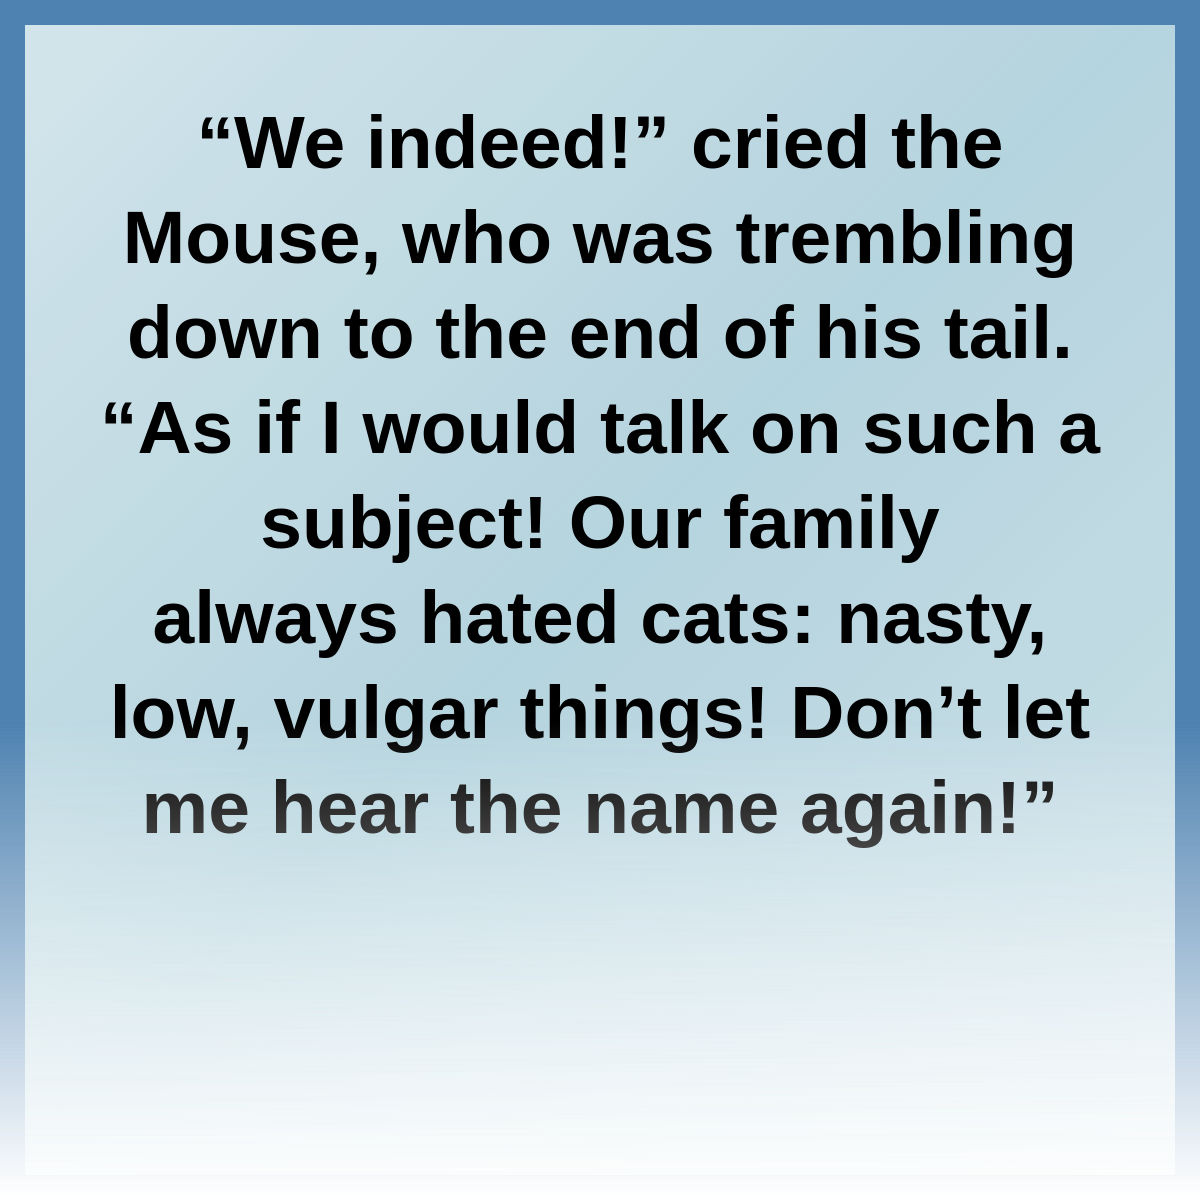 “We indeed!” cried the
Mouse, who was trembling
down to the end of his tail.
“As if I would talk on such a
subject! Our family
always hated cats: nasty,
low, vulgar things! Don’t let
me hear the name again!”